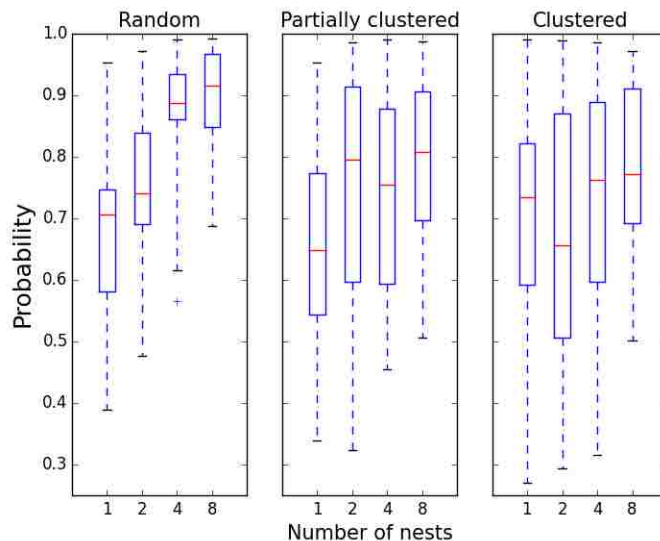 Random Partially clustered Clustered
1.0
0.9
0.8
0.7
0.6
0.5
0.4
0.3
Probability
1 2 4 8 1 2 4 8 1 2 4 8
Number of nests